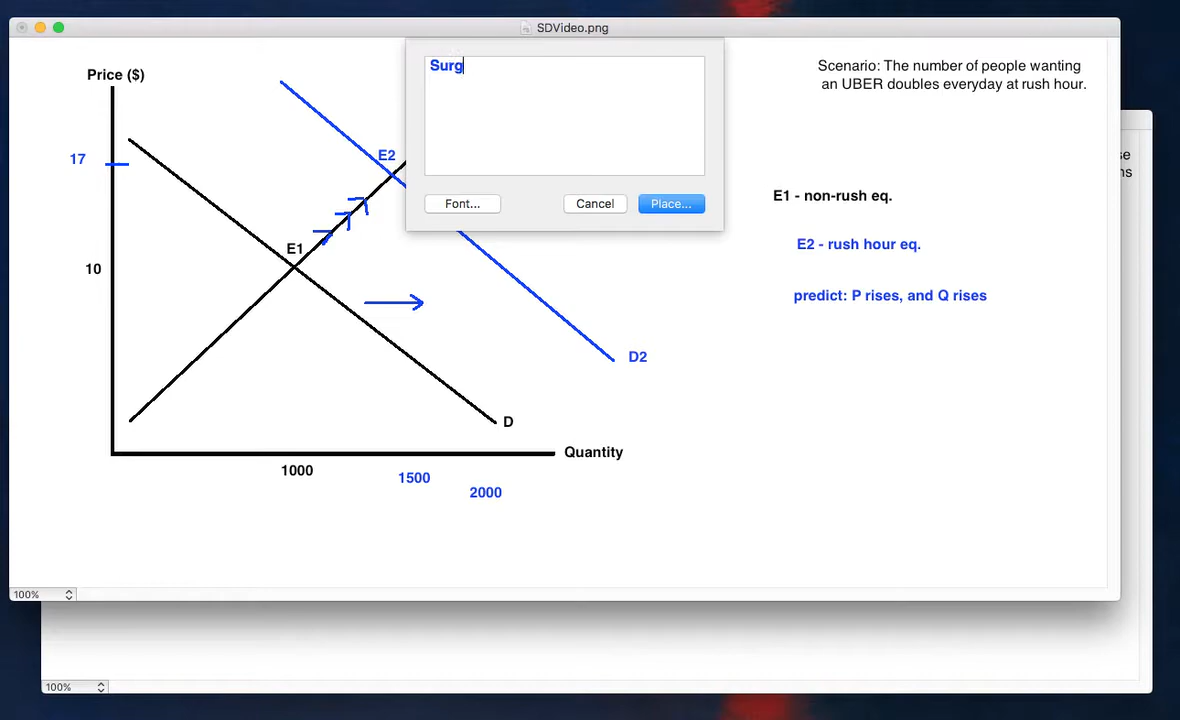 SDVideo.png
Surg
Font...
Cancel
Place...
Scenario: The number of people wanting
an UBER doubles everyday at rush hour.
Price ($)
17
E2
E1
10
D2
D
Quantity
1000
1500
2000
E1 - non-rush eq.
E2 - rush hour eq.
predict: P rises, and Q rises
100%
100%